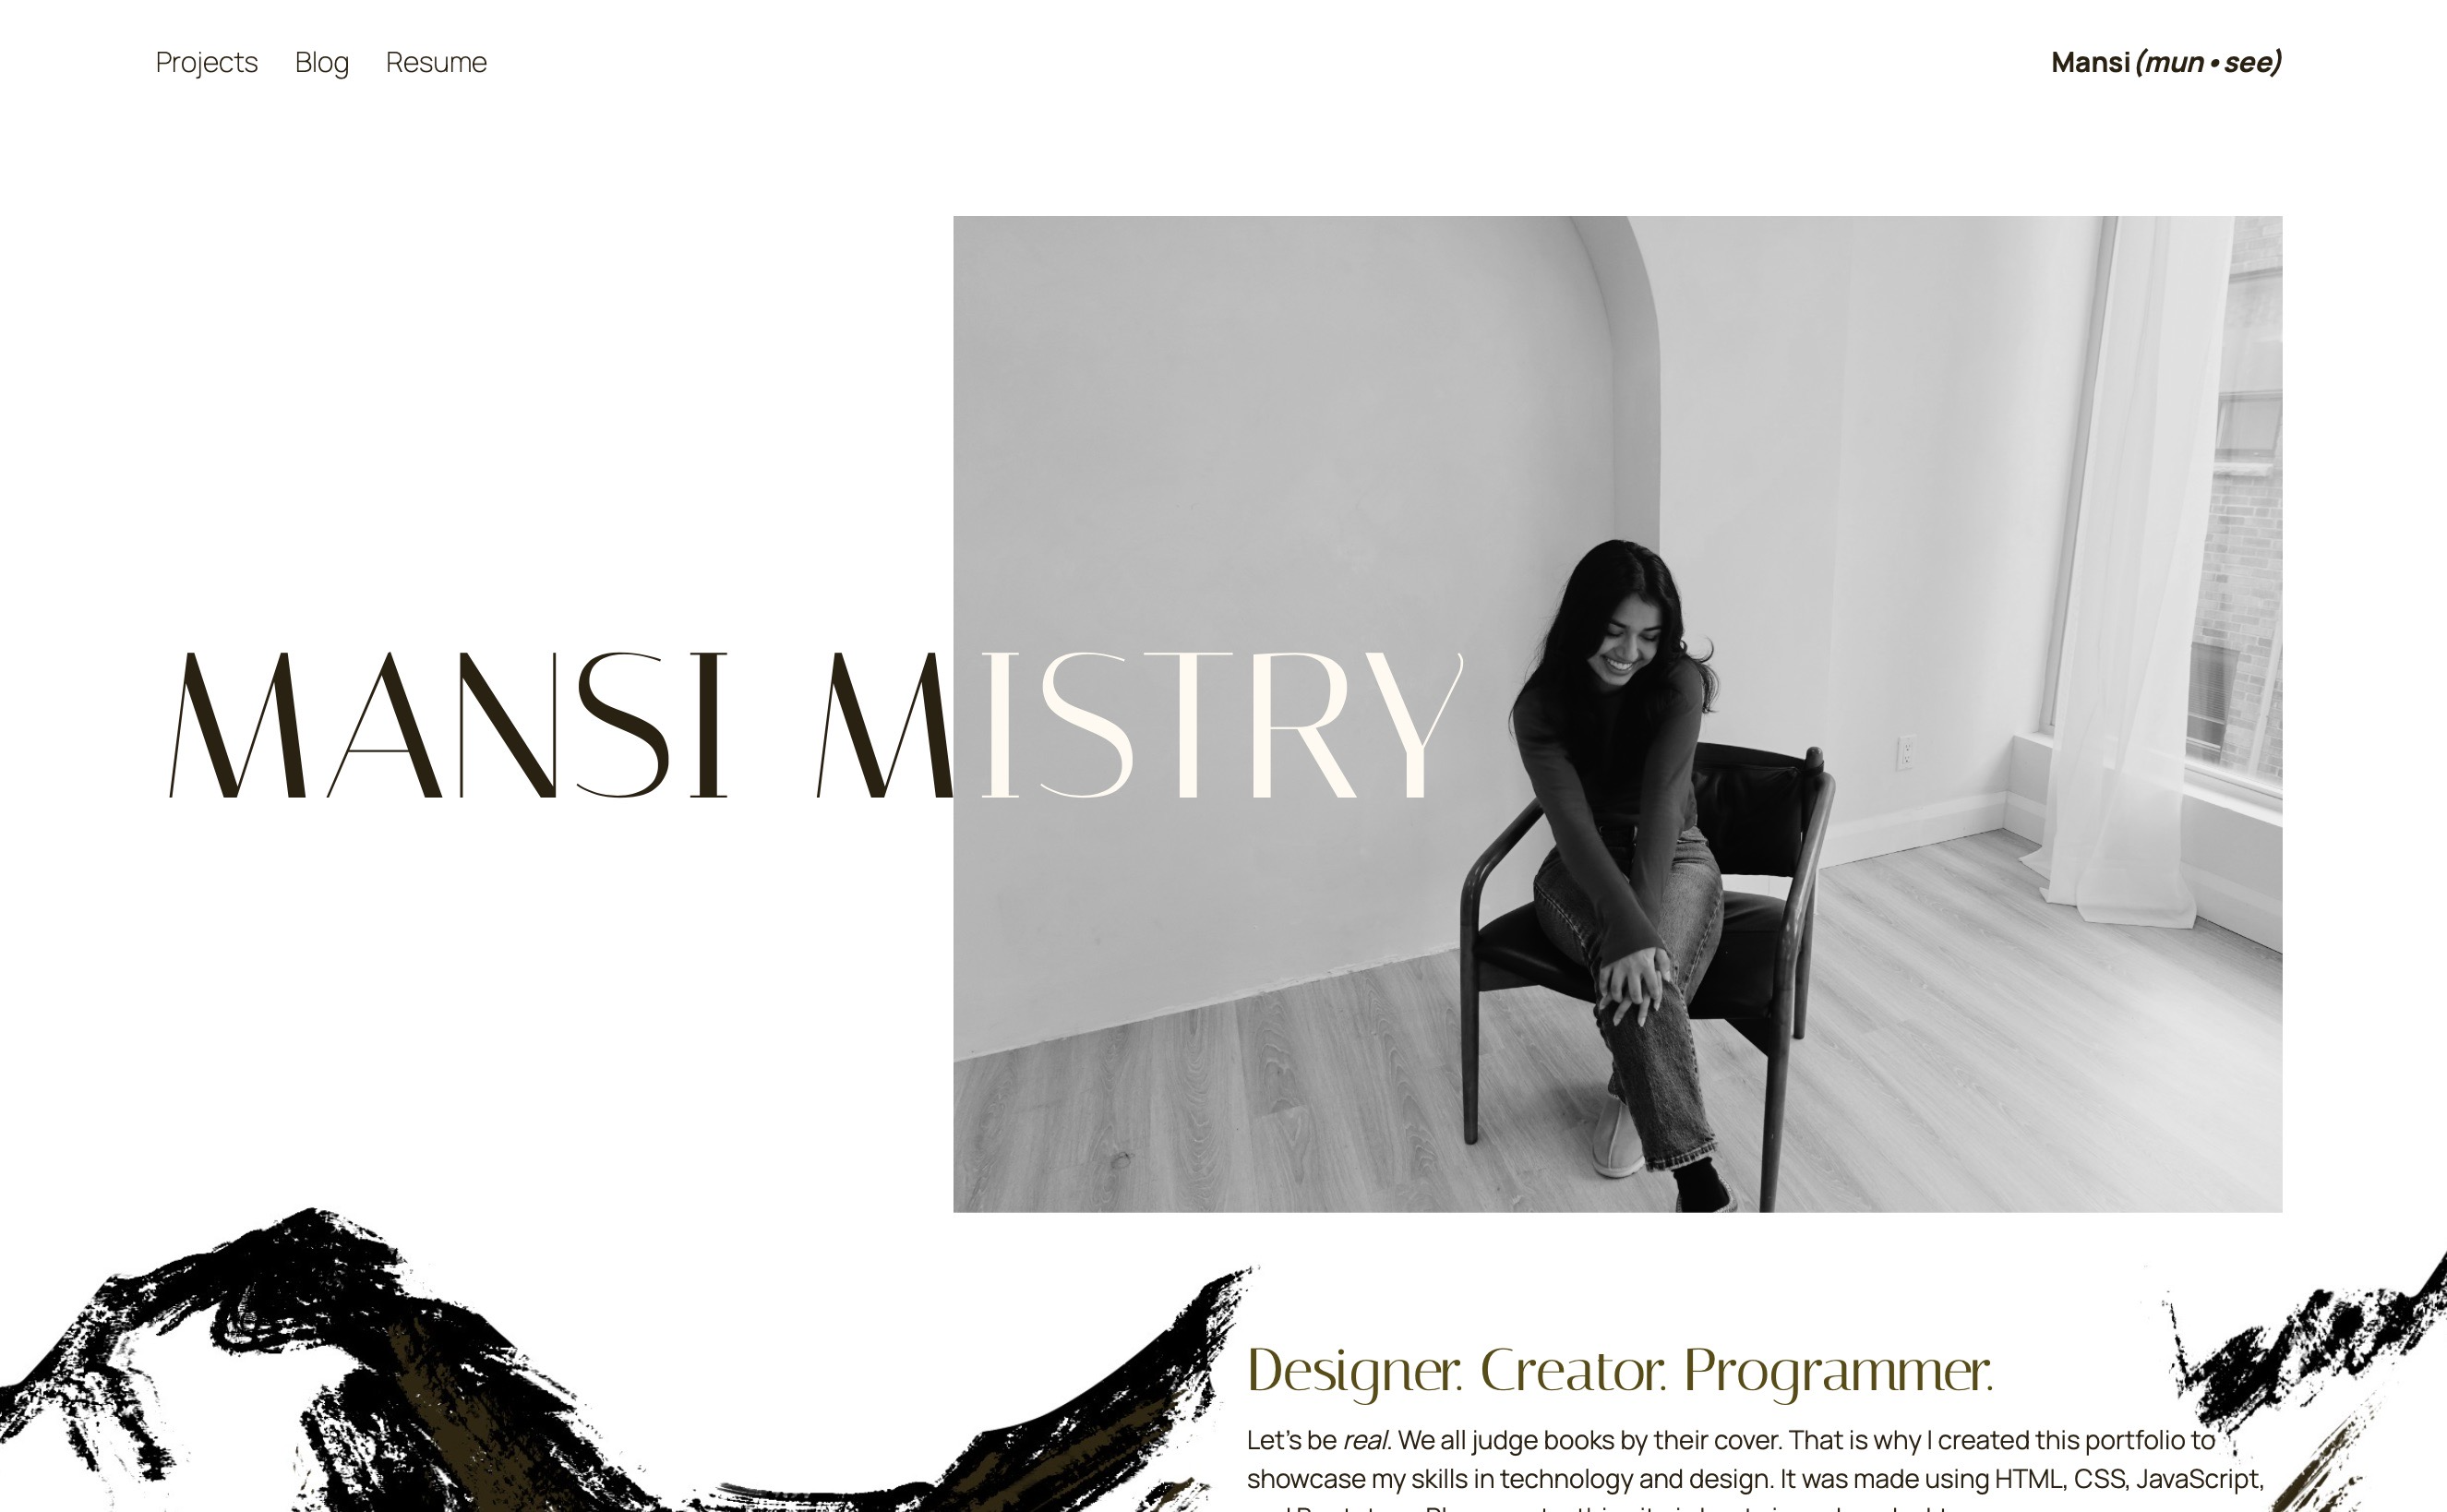 Projects Blog Resume Mansi (mun • see)
MANSI MISTRY
Designer. Creator. Programmer.
Let's be real. We all judge books by their cover. That is why I created this portfolio to
showcase my skills in technology and design. It was made using HTML, CSS, JavaScript,